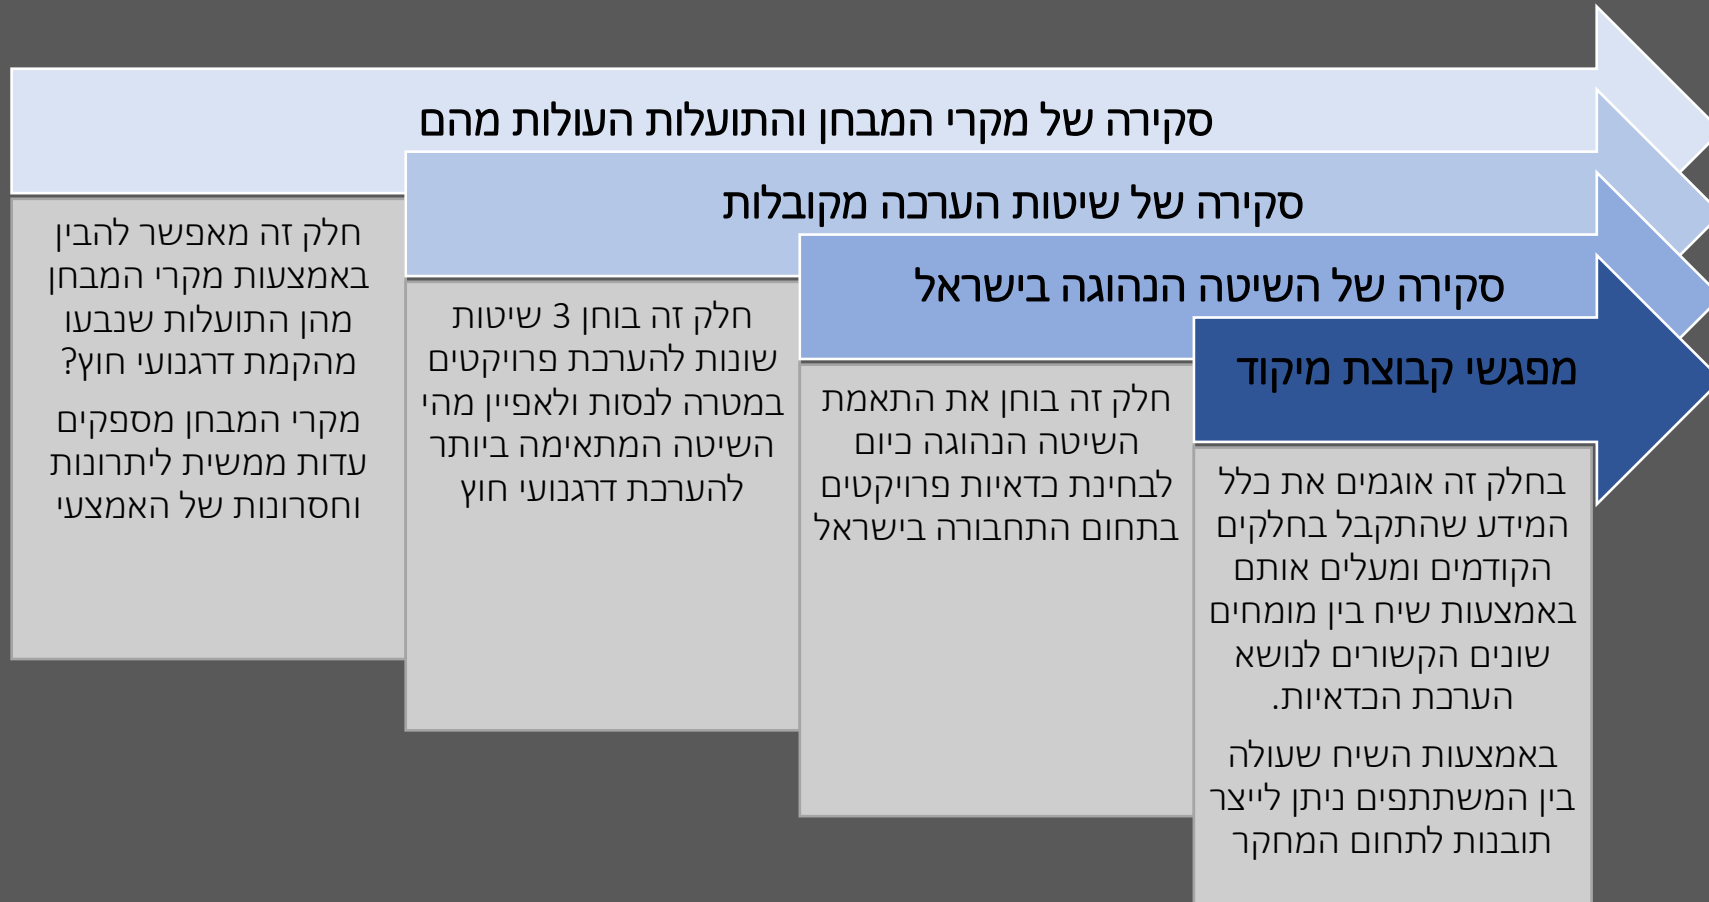 סקירה של מקרי המבחן והתועלות העולות מהם
חלק זה מאפשר להבין
באמצעות מקרי המבחן
מהן התועלות שנבעו
מהקמת דרגנועי חוץ?
מקרי המבחן מספקים
עדות ממשית ליתרונות
וחסרונות של האמצעי
סקירה של שיטות הערכה מקובלות
חלק זה בוחן 3 שיטות
שונות להערכת פרויקטים
במטרה לנסות ולאפיין מהי
השיטה המתאימה ביותר
להערכת דרגנועי חוץ
סקירה של השיטה הנהוגה בישראל
חלק זה בוחן את התאמת
השיטה הנהוגה כיום
לבחינת כדאיות פרויקטים
בתחום התחבורה בישראל
מפגשי קבוצת מיקוד
בחלק זה אוגמים את כלל
המידע שהתקבל בחלקים
הקודמים ומעלים אותם
באמצעות שיח בין מומחים
שונים הקשורים לנושא
הערכת הכדאיות.
באמצעות השיח שעולה
בין המשתתפים ניתן לייצר
תובנות לתחום המחקר